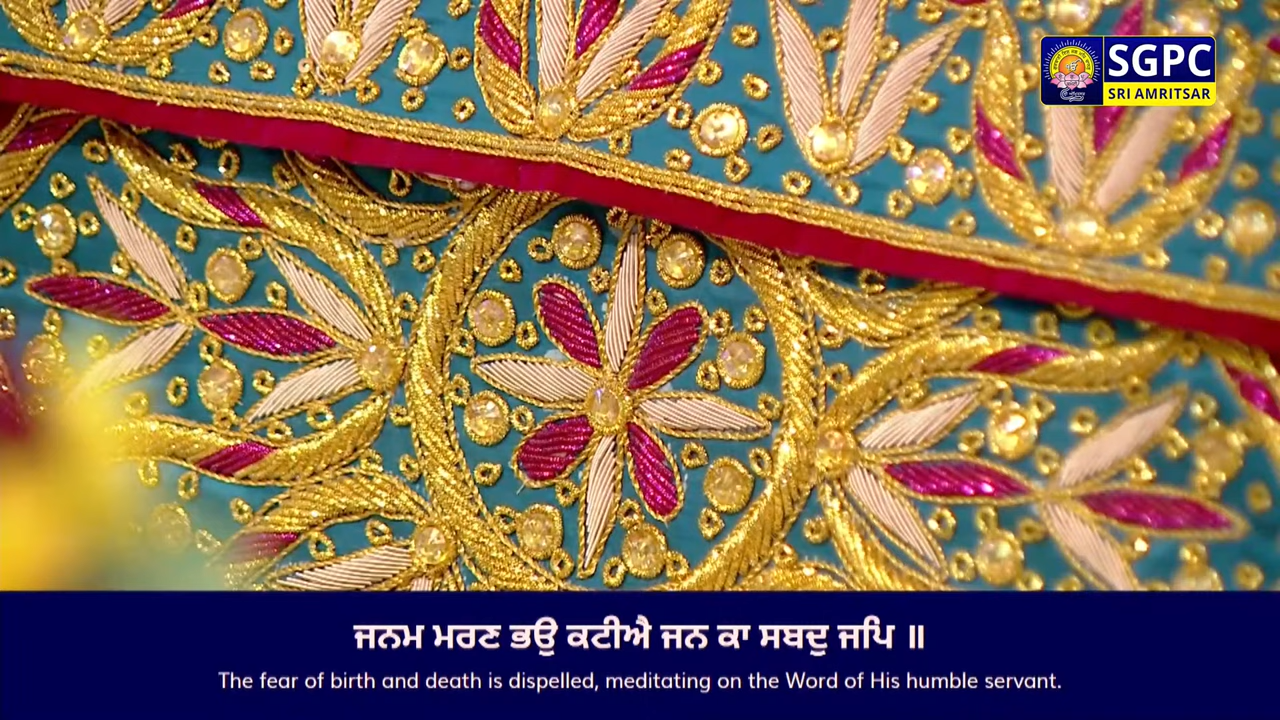 SGPC
SRI AMRITSAR
ਜਨਮ ਮਰਣ ਭਉ ਕਟੀਐ ਜਨ ਕਾ ਸਬਦੁ ਜਪਿ ॥
The fear of birth and death is dispelled, meditating on the Word of His humble servant.